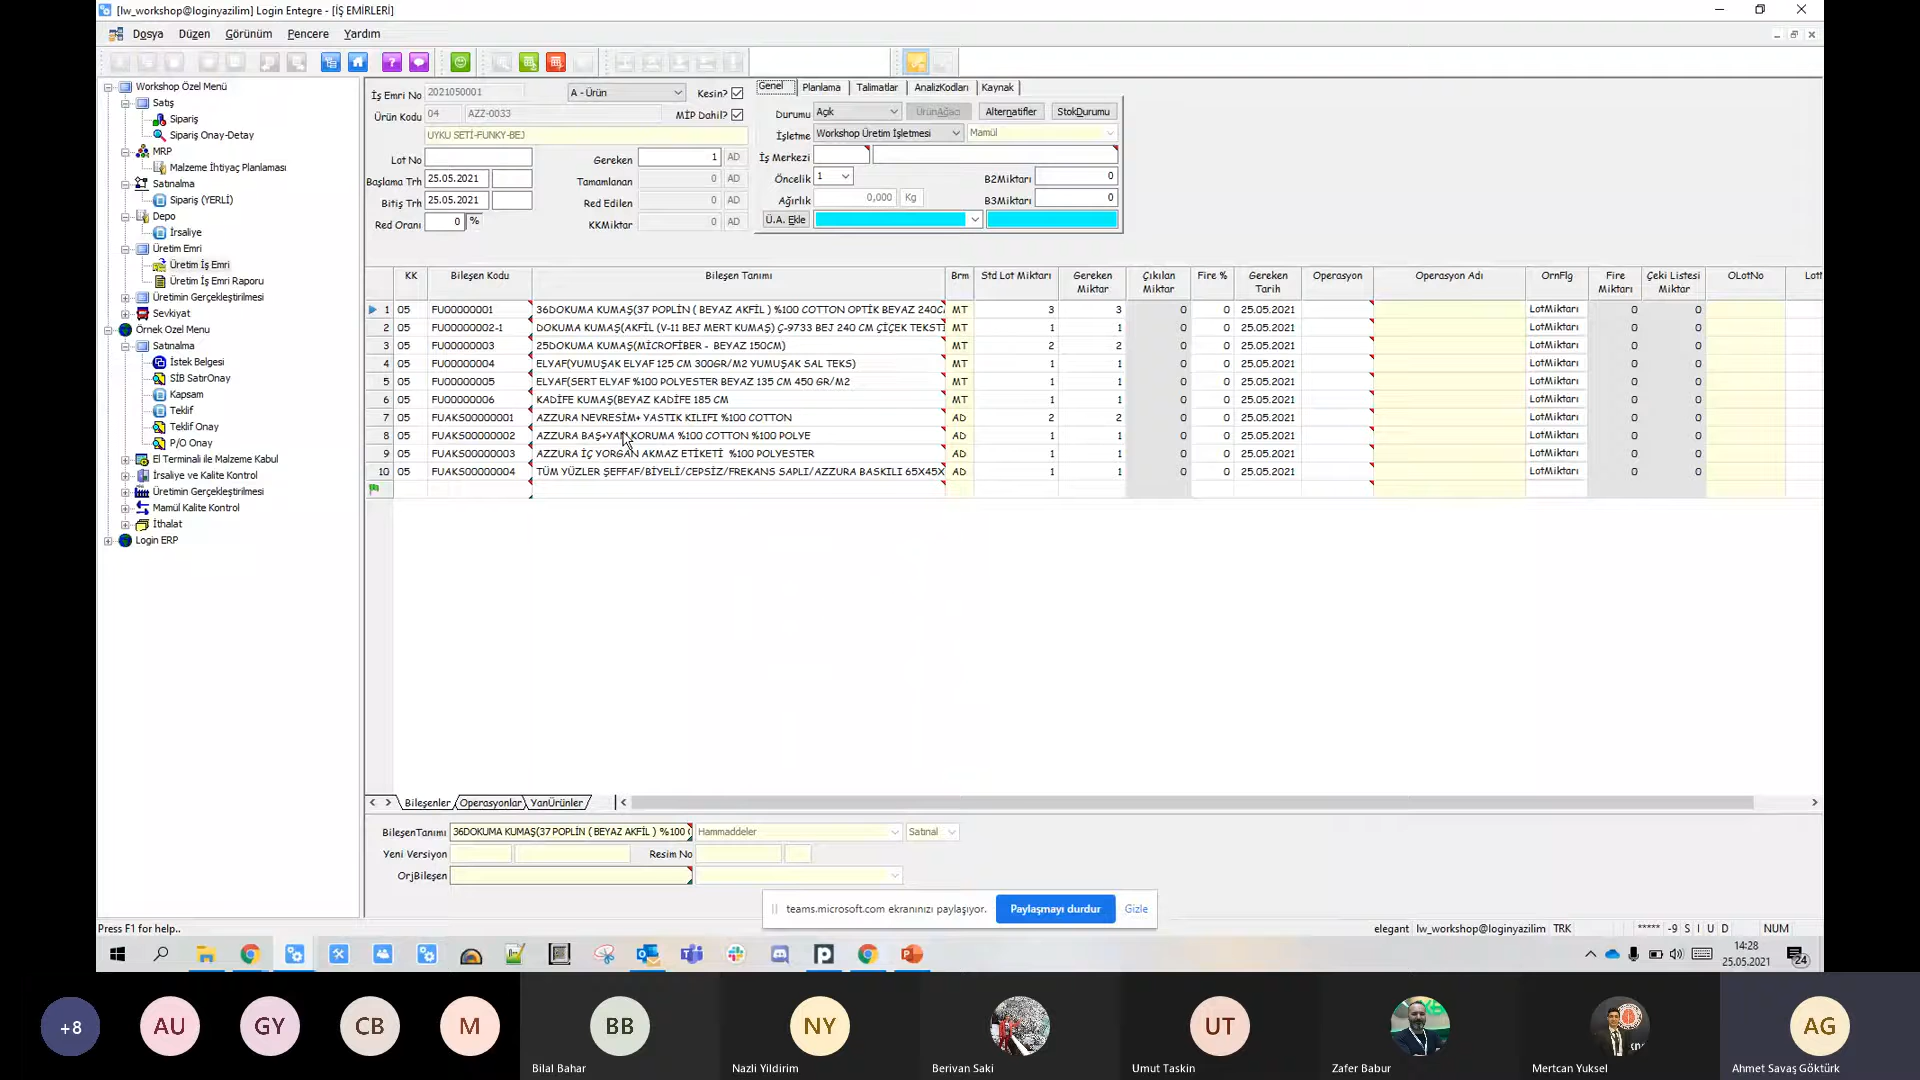 [lw_workshop@loginyazilim] Login Entegre - [İŞ EMİRLERİ]
Dosya Düzen Görünüm Pencere Yardım
Workshop Özel Menü
Satış
Sipariş
Sipariş Onay-Detay
MRP
Malzeme İhtiyaç Planlaması
Satınalma
Sipariş (YERLİ)
Depo
İrsaliye
Üretim Emri
Üretim İş Emri
Üretim İş Emri Raporu
Üretimin Gerçekleştirilmesi
Sevkiyat
Örnek Ozel Menu
Satınalma
İstek Belgesi
SİB SatırOnay
Kapsam
Teklif
Teklif Onay
P/O Onay
El Terminali ile Malzeme Kabul
İrsaliye ve Kalite Kontrol
Üretimin Gerçekleştirilmesi
Mamül Kalite Kontrol
İthalat
Login ERP
İş Emri No 2021050001 A - Ürün Kesin?
Ürün Kodu 04 AZZ-0033 MİP Dahil?
UYKU SETİ-FUNKY-BEJ
Lot No Gereken 1 AD
Başlama Trh 25.05.2021 Tamamlanan 0 AD
Bitiş Trh 25.05.2021 Red Edilen 0 AD
Red Oranı 0 % KKMiktar 0 AD
Genel Planlama Talimatlar AnalizKodları Kaynak
Durumu Açık ÜrünAğacı Alternatifler StokDurumu
İşletme Workshop Üretim İşletmesi Mamül
İş Merkezi
Öncelik 1 B2Miktarı 0
Ağırlık 0,000 Kg B3Miktarı 0
Ü.A. Ekle
KK Bileşen Kodu Bileşen Tanımı Brm Std Lot Miktarı Gereken Miktar Çıkılan Miktar Fire % Gereken Tarih Operasyon Operasyon Adı OrnFlg Fire Miktarı Çeki Listesi Miktar OLotNo
1 05 FU00000001 36DOKUMA KUMAŞ(37 POPLİN ( BEYAZ AKFİL ) %100 COTTON OPTİK BEYAZ 240C MT 3 3 0 0 25.05.2021 LotMiktarı 0 0
2 05 FU00000002-1 DOKUMA KUMAŞ(AKFİL (V-11 BEJ MERT KUMAŞ) Ç-9733 BEJ 240 CM ÇİÇEK TEKSTİ MT 1 1 0 0 25.05.2021 LotMiktarı 0 0
3 05 FU00000003 25DOKUMA KUMAŞ(MİCROFİBER - BEYAZ 150CM) MT 2 2 0 0 25.05.2021 LotMiktarı 0 0
4 05 FU00000004 ELYAF(YUMUŞAK ELYAF 125 CM 300GR/M2 YUMUŞAK SAL TEKS) MT 1 1 0 0 25.05.2021 LotMiktarı 0 0
5 05 FU00000005 ELYAF(SERT ELYAF %100 POLYESTER BEYAZ 135 CM 450 GR/M2 MT 1 1 0 0 25.05.2021 LotMiktarı 0 0
6 05 FU00000006 KADİFE KUMAŞ(BEYAZ KADİFE 185 CM MT 1 1 0 0 25.05.2021 LotMiktarı 0 0
7 05 FUAKS00000001 AZZURA NEVRESİM+ YASTIK KILIFI %100 COTTON AD 2 2 0 0 25.05.2021 LotMiktarı 0 0
8 05 FUAKS00000002 AZZURA BAŞ+YAN KORUMA %100 COTTON %100 POLYE AD 1 1 0 0 25.05.2021 LotMiktarı 0 0
9 05 FUAKS00000003 AZZURA İÇ YORGAN AKMAZ ETİKETİ %100 POLYESTER AD 1 1 0 0 25.05.2021 LotMiktarı 0 0
10 05 FUAKS00000004 TÜM YÜZLER ŞEFFAF/BİYELİ/CEPSİZ/FREKANS SAPLI/AZZURA BASKILI 65X45X AD 1 1 0 0 25.05.2021 LotMiktarı 0 0
Bileşenler Operasyonlar YanÜrünler
BileşenTanımı 36DOKUMA KUMAŞ(37 POPLİN ( BEYAZ AKFİL ) %100 Hammaddeler Satınal
Yeni Versiyon Resim No
OrjBileşen
teams.microsoft.com ekranınızı paylaşıyor. Paylaşmayı durdur Gizle
Press F1 for help.. elegant lw_workshop@loginyazilim TRK ***** -9 S I U D NUM
14:28
25.05.2021
24
+8 AU GY CB M BB NY UT AG
Bilal Bahar Nazli Yildirim Berivan Saki Umut Taskin Zafer Babur Mertcan Yuksel Ahmet Savaş Göktürk